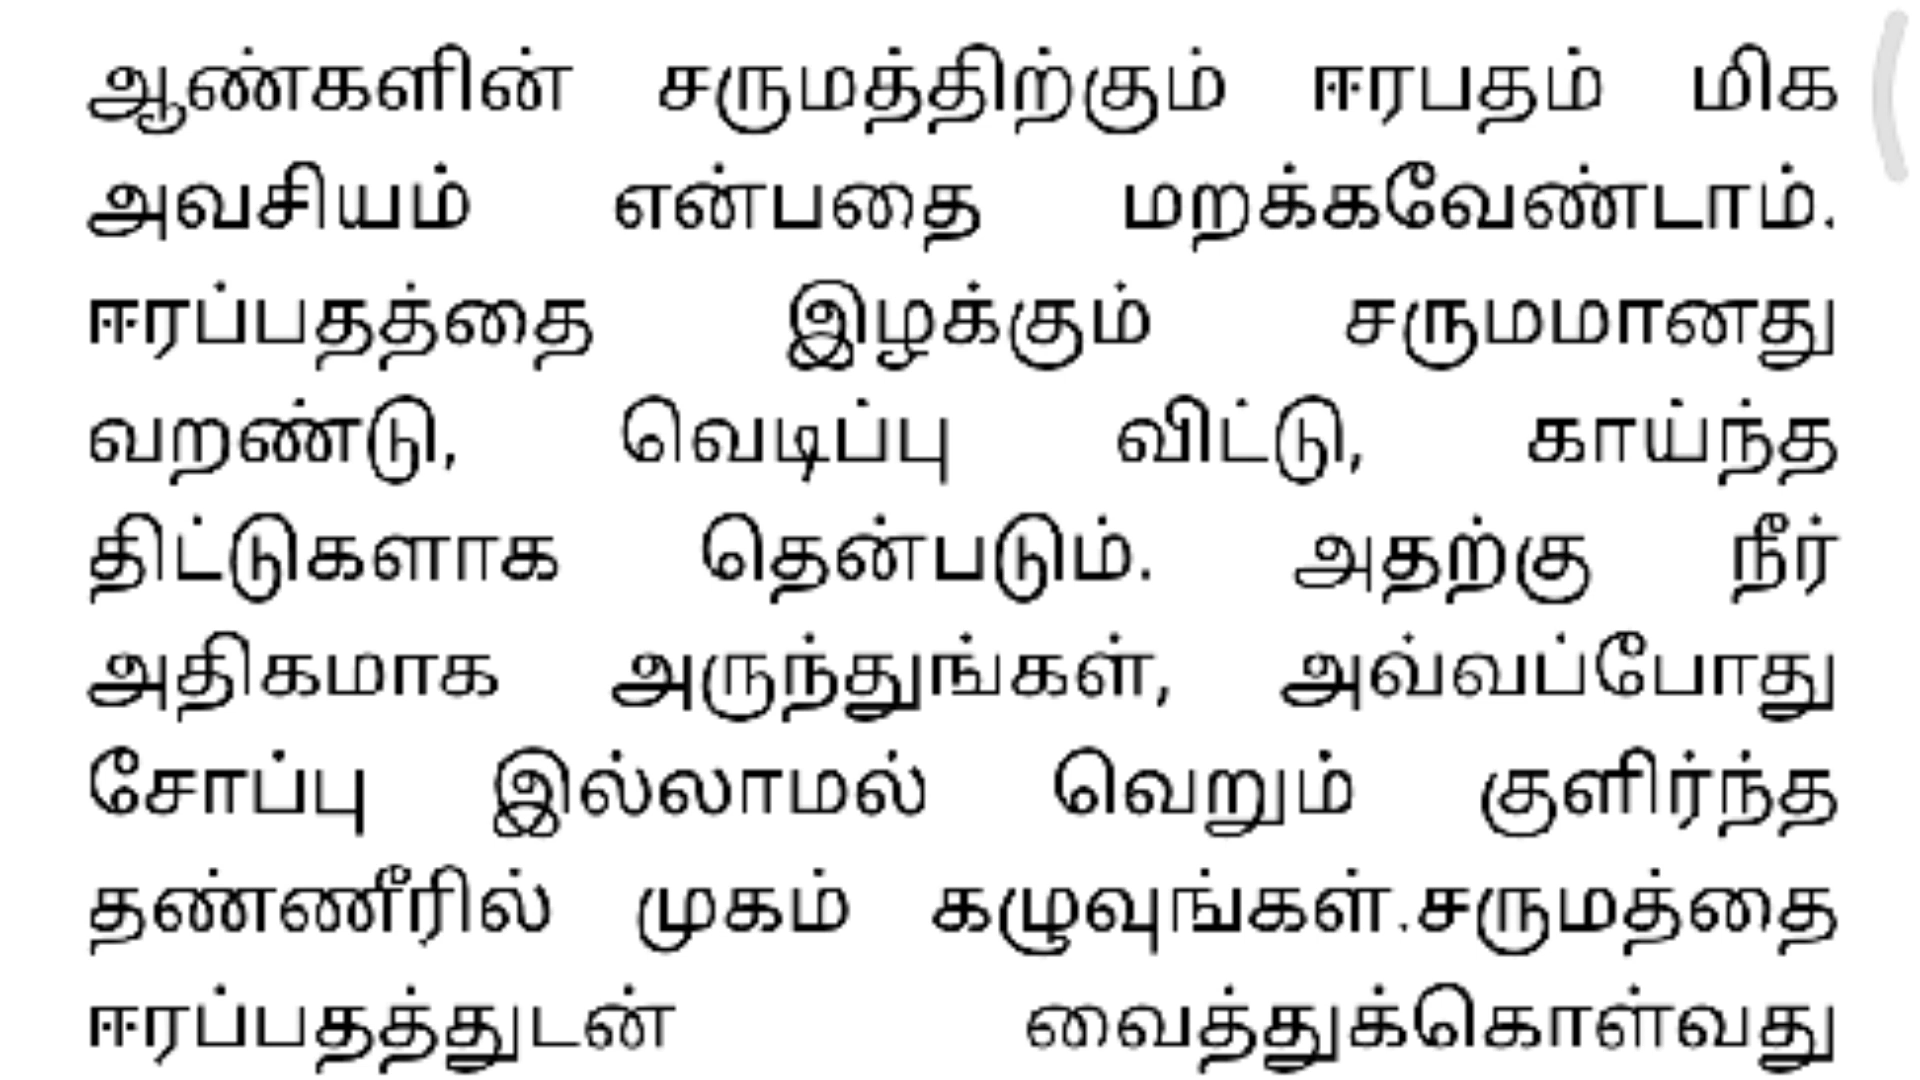 ஆண்களின் சருமத்திற்கும் ஈரபதம் மிக
அவசியம் என்பதை மறக்கவேண்டாம்.
ஈரப்பதத்தை இழக்கும் சருமமானது
வறண்டு, வெடிப்பு விட்டு, காய்ந்த
திட்டுகளாக தென்படும். அதற்கு நீர்
அதிகமாக அருந்துங்கள், அவ்வப்போது
சோப்பு இல்லாமல் வெறும் குளிர்ந்த
தண்ணீரில் முகம் கழுவுங்கள்.சருமத்தை
ஈரப்பதத்துடன் வைத்துக்கொள்வது